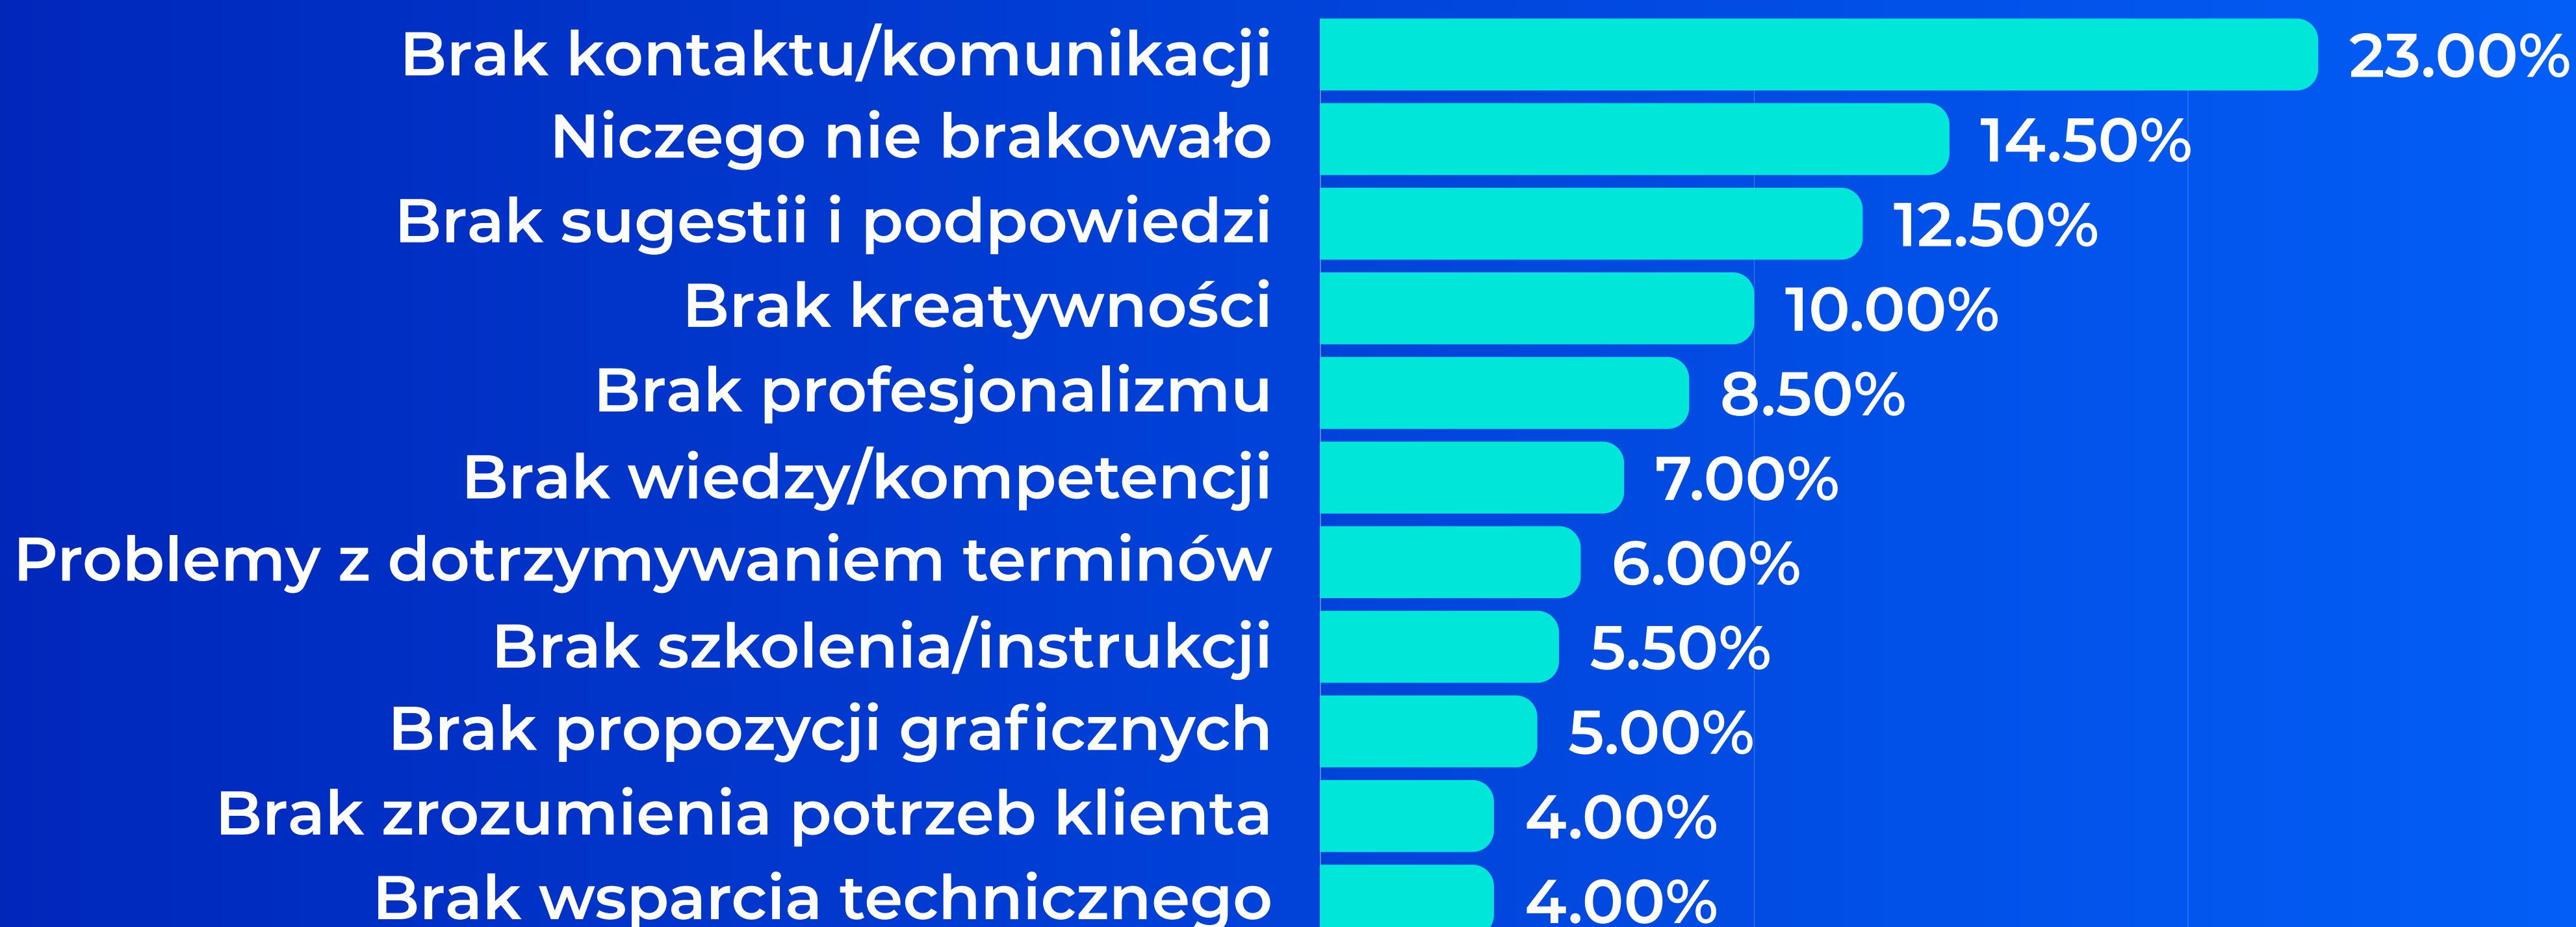 Brak kontaktu/komunikacji 23.00%
Niczego nie brakowało 14.50%
Brak sugestii i podpowiedzi 12.50%
Brak kreatywności 10.00%
Brak profesjonalizmu 8.50%
Brak wiedzy/kompetencji 7.00%
Problemy z dotrzymywaniem terminów 6.00%
Brak szkolenia/instrukcji 5.50%
Brak propozycji graficznych 5.00%
Brak zrozumienia potrzeb klienta 4.00%
Brak wsparcia technicznego 4.00%